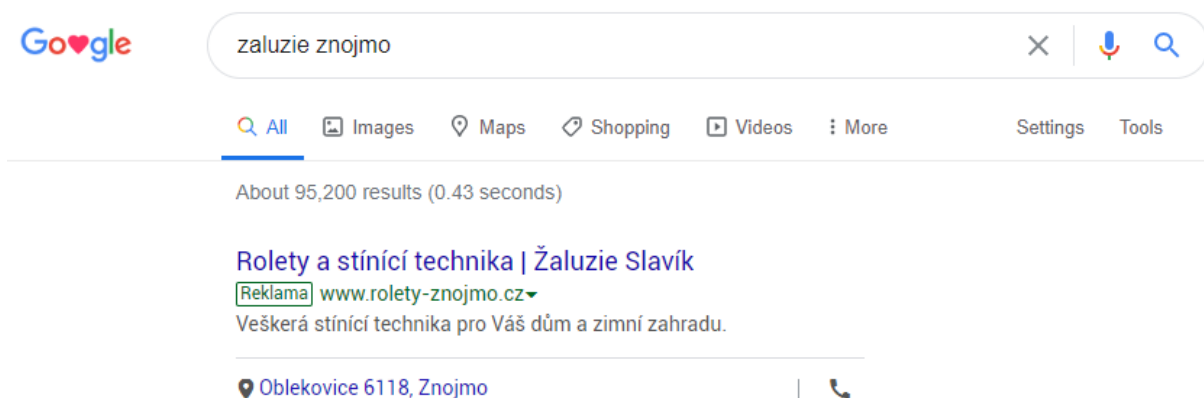 Go♥gle
zaluzie znojmo
All Images Maps Shopping Videos More Settings Tools
About 95,200 results (0.43 seconds)
Rolety a stínící technika | Žaluzie Slavík
Reklama www.rolety-znojmo.cz
Veškerá stínící technika pro Váš dům a zimní zahradu.
Oblekovice 6118, Znojmo